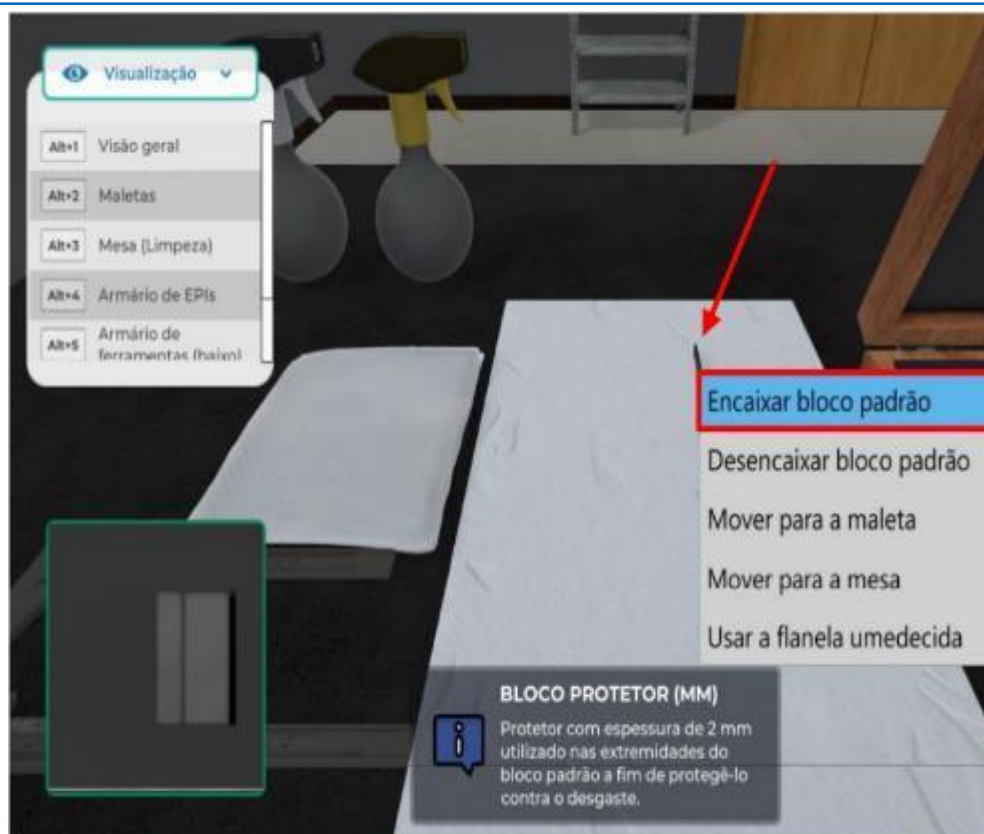 Visualização
Alt+1 Visão geral
Alt+2 Maletas
Alt+3 Mesa (Limpeza)
Alt+4 Armário de EPIs
Alt+5 Armário de
ferramentas (baixo)
Encaixar bloco padrão
Desencaixar bloco padrão
Mover para a maleta
Mover para a mesa
Usar a flanela umedecida
BLOCO PROTETOR (MM)
Protetor com espessura de 2 mm
utilizado nas extremidades do
bloco padrão a fim de protegê-lo
contra o desgaste.